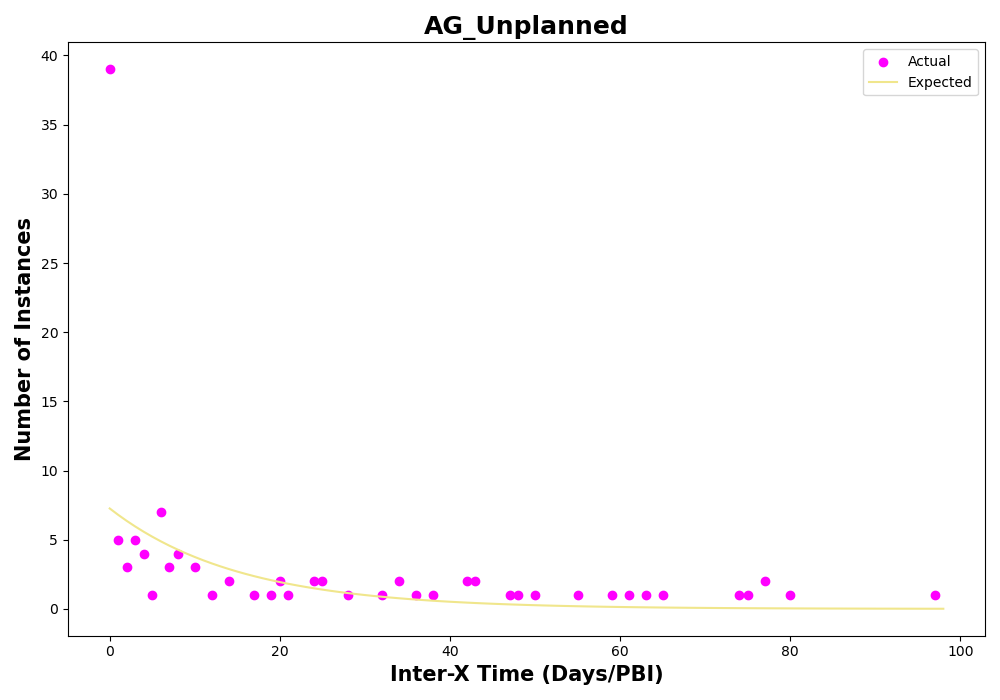 AG_Unplanned
Actual
Expected
40
35
30
25
20
15
10
5
0
Number of Instances
0 20 40 60 80 100
Inter-X Time (Days/PBI)